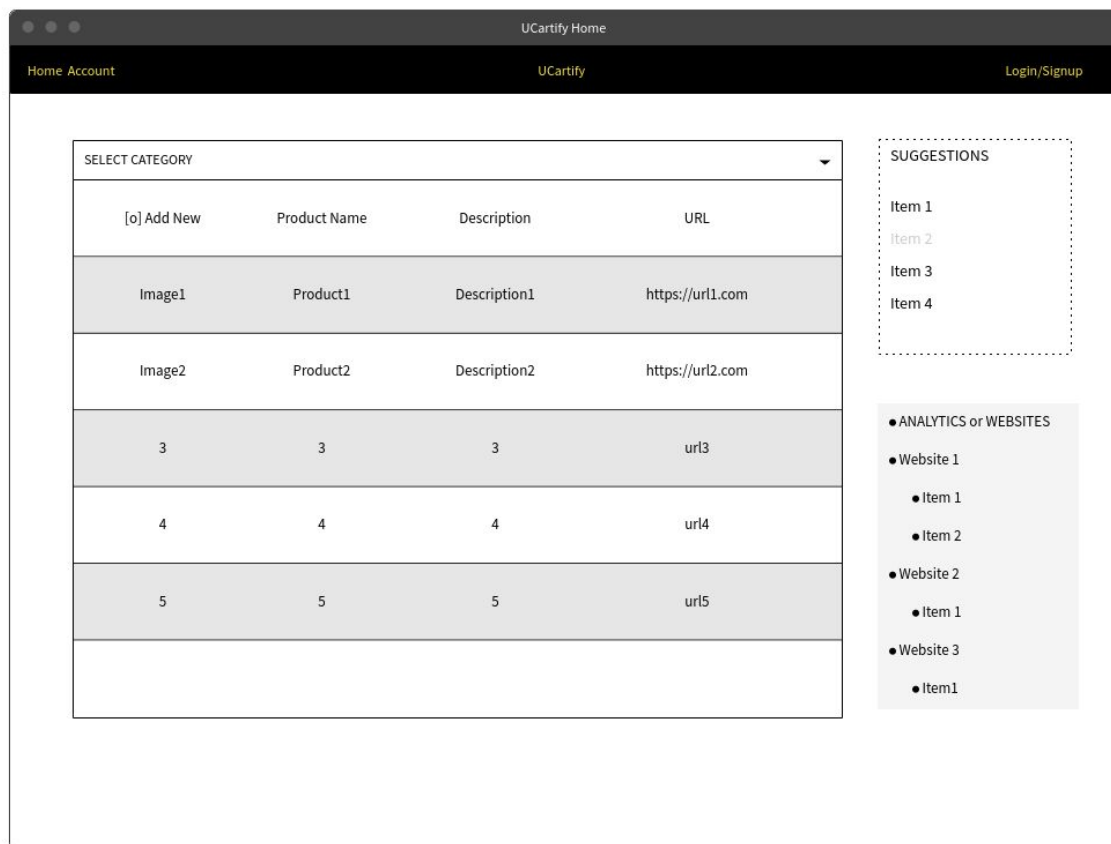 UCartify Home
Home Account UCartify Login/Signup
SELECT CATEGORY
[o] Add New Product Name Description URL
Image1 Product1 Description1 https://url1.com
Image2 Product2 Description2 https://url2.com
3 3 3 url3
4 4 4 url4
5 5 5 url5
SUGGESTIONS
Item 1
Item 2
Item 3
Item 4
ANALYTICS or WEBSITES
Website 1
Item 1
Item 2
Website 2
Item 1
Website 3
Item1